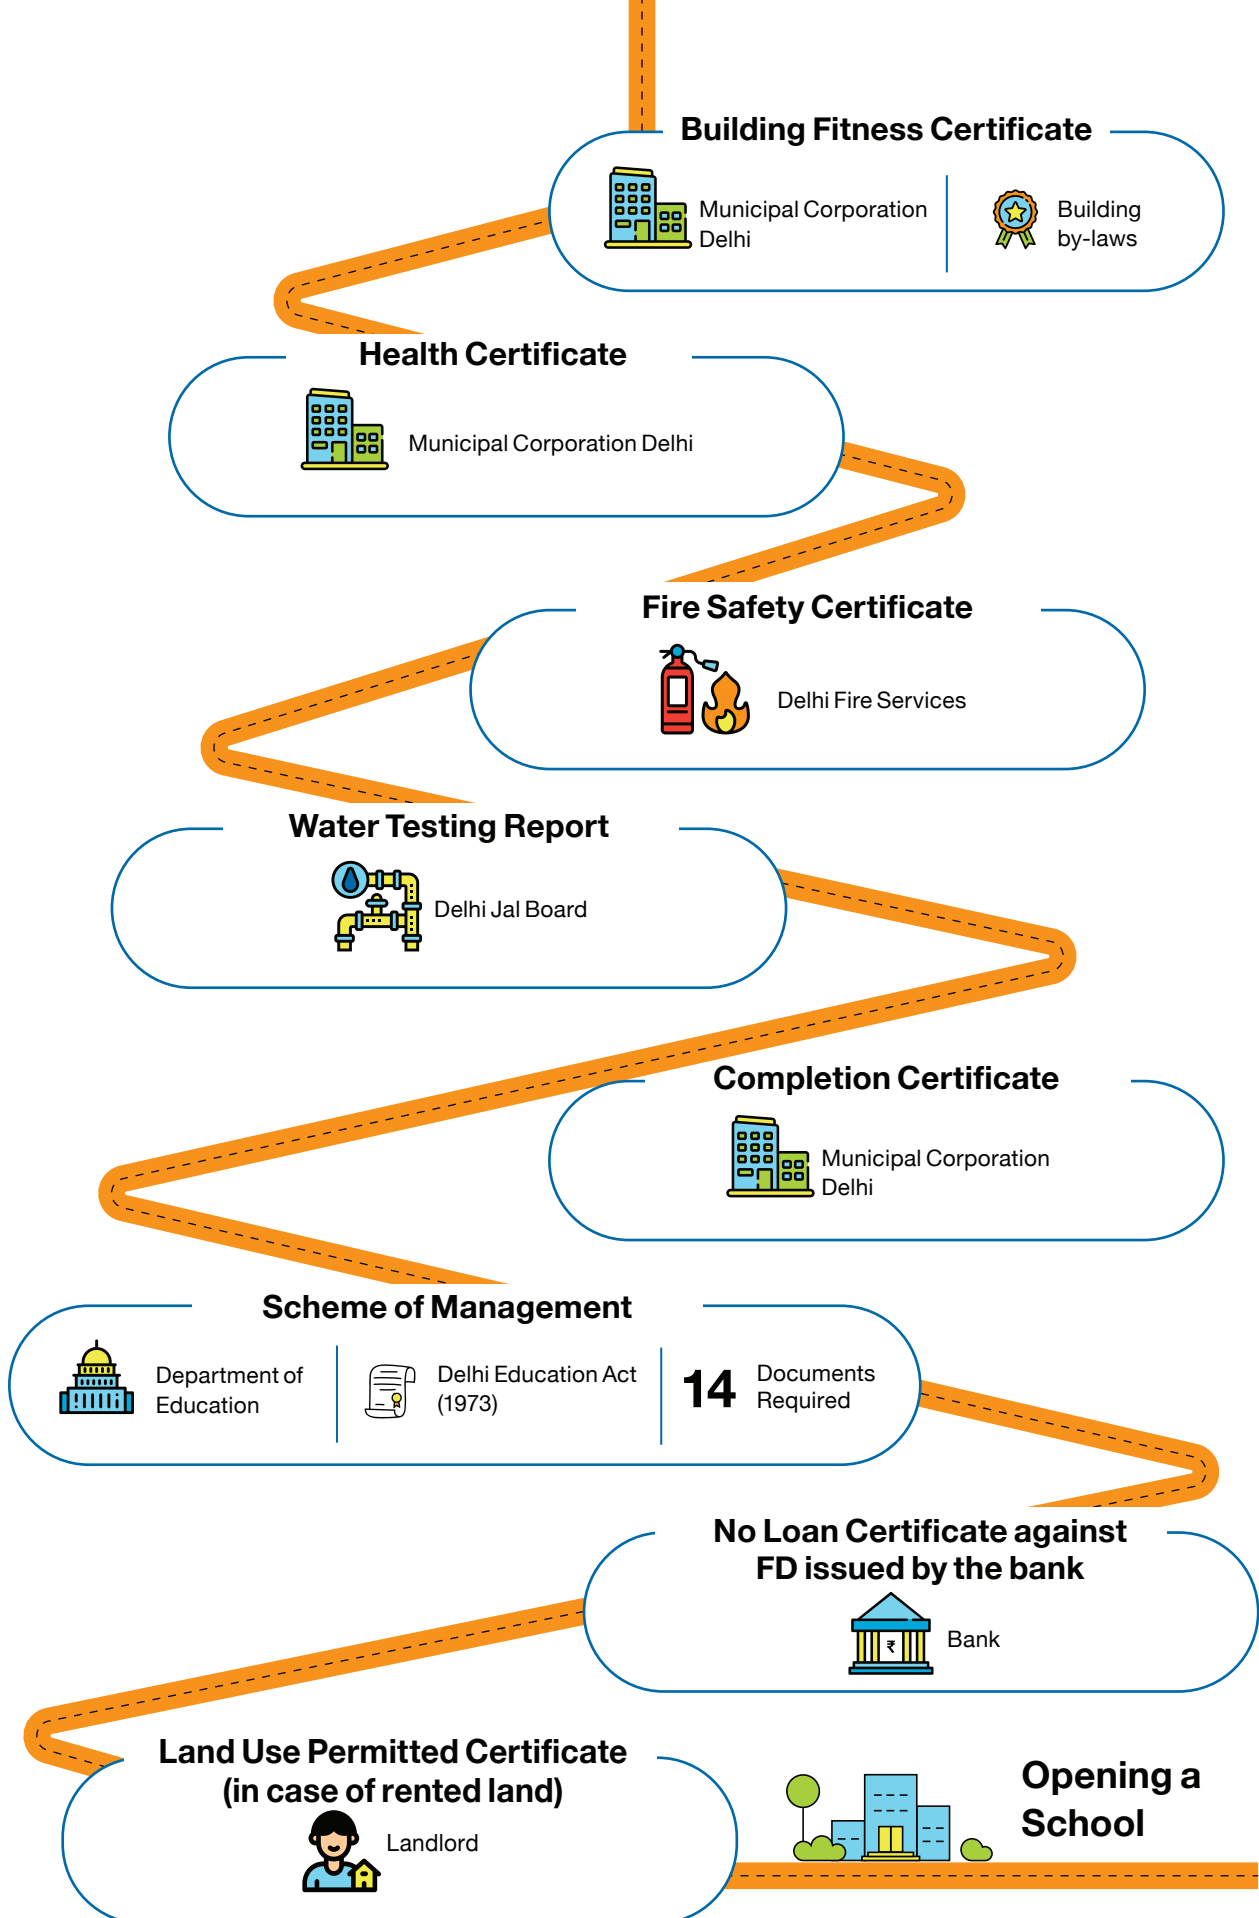 Building Fitness Certificate
Municipal Corporation
Delhi
Building
by-laws
Health Certificate
Municipal Corporation Delhi
Fire Safety Certificate
Delhi Fire Services
Water Testing Report
Delhi Jal Board
Completion Certificate
Municipal Corporation
Delhi
Scheme of Management
Department of
Education
Delhi Education Act
(1973)
14
Documents
Required
No Loan Certificate against
FD issued by the bank
₹
Bank
Land Use Permitted Certificate
(in case of rented land)
Landlord
Opening a
School